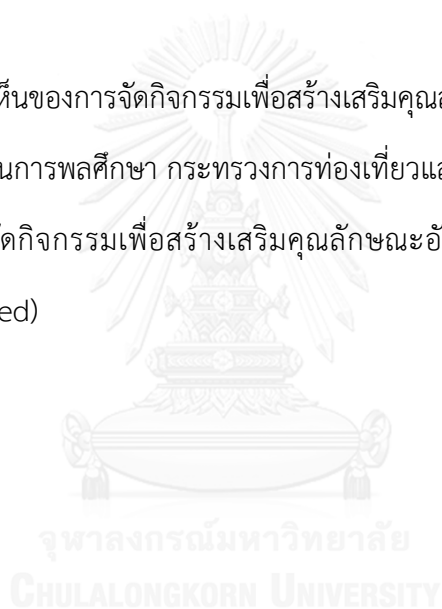 ห็นของการจัดกิจกรรมเพื่อสร้างเสริมคุณล
นการพลศึกษา กระทรวงการท่องเที่ยวแล
ัดกิจกรรมเพื่อสร้างเสริมคุณลักษณะอั
ed)
จุฬาลงกรณ์มหาวิทยาลัย
CHULALONGKORN UNIVERSITY